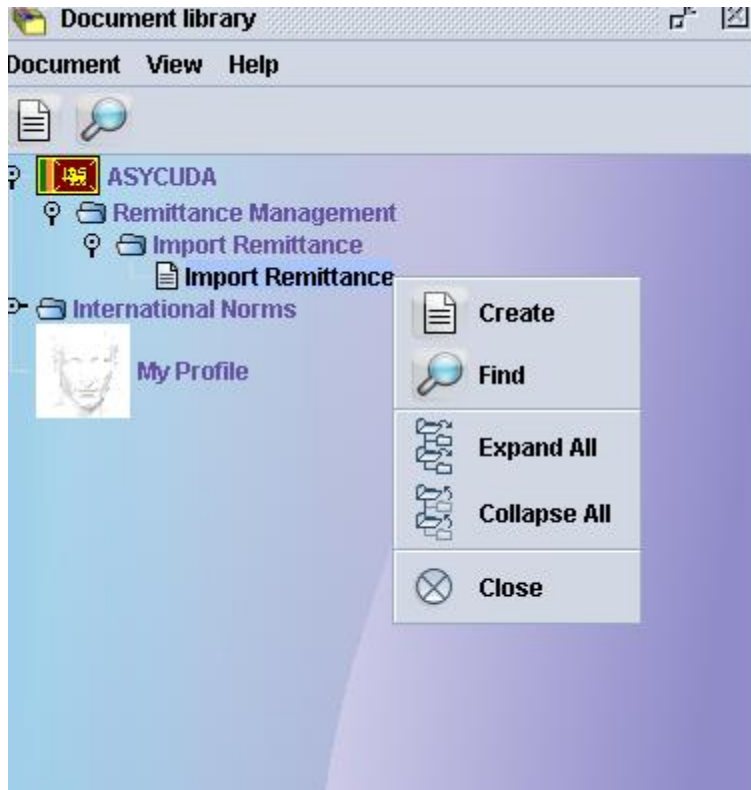 Document library
Document View Help
ASYCUDA
Remittance Management
Import Remittance
Import Remittance
International Norms
My Profile
Create
Find
Expand All
Collapse All
Close